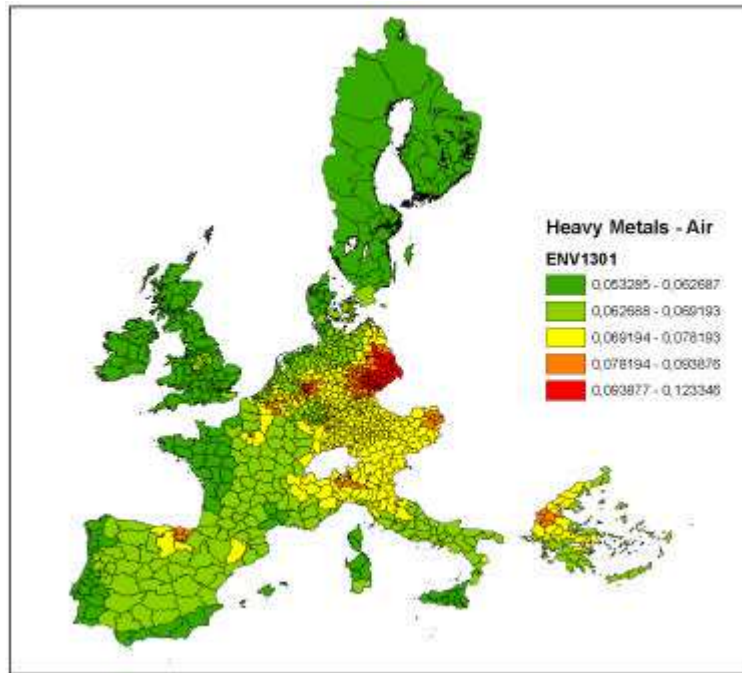 Heavy Metals - Air
ENV1301
0,053285 - 0,062687
0,062688 - 0,069193
0,069194 - 0,078193
0,078194 - 0,093876
0,093877 - 0,123346